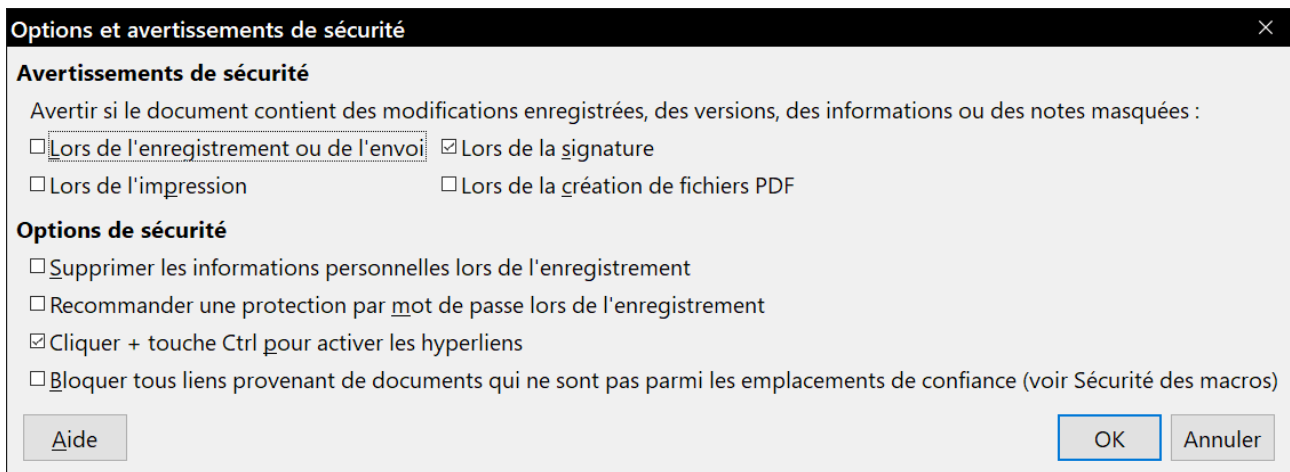 Options et avertissements de sécurité
Avertissements de sécurité
Avertir si le document contient des modifications enregistrées, des versions, des informations ou des notes masquées :
Lors de l'enregistrement ou de l'envoi Lors de la signature
Lors de l'impression Lors de la création de fichiers PDF
Options de sécurité
Supprimer les informations personnelles lors de l'enregistrement
Recommander une protection par mot de passe lors de l'enregistrement
Cliquer + touche Ctrl pour activer les hyperliens
Bloquer tous liens provenant de documents qui ne sont pas parmi les emplacements de confiance (voir Sécurité des macros)
Aide OK Annuler